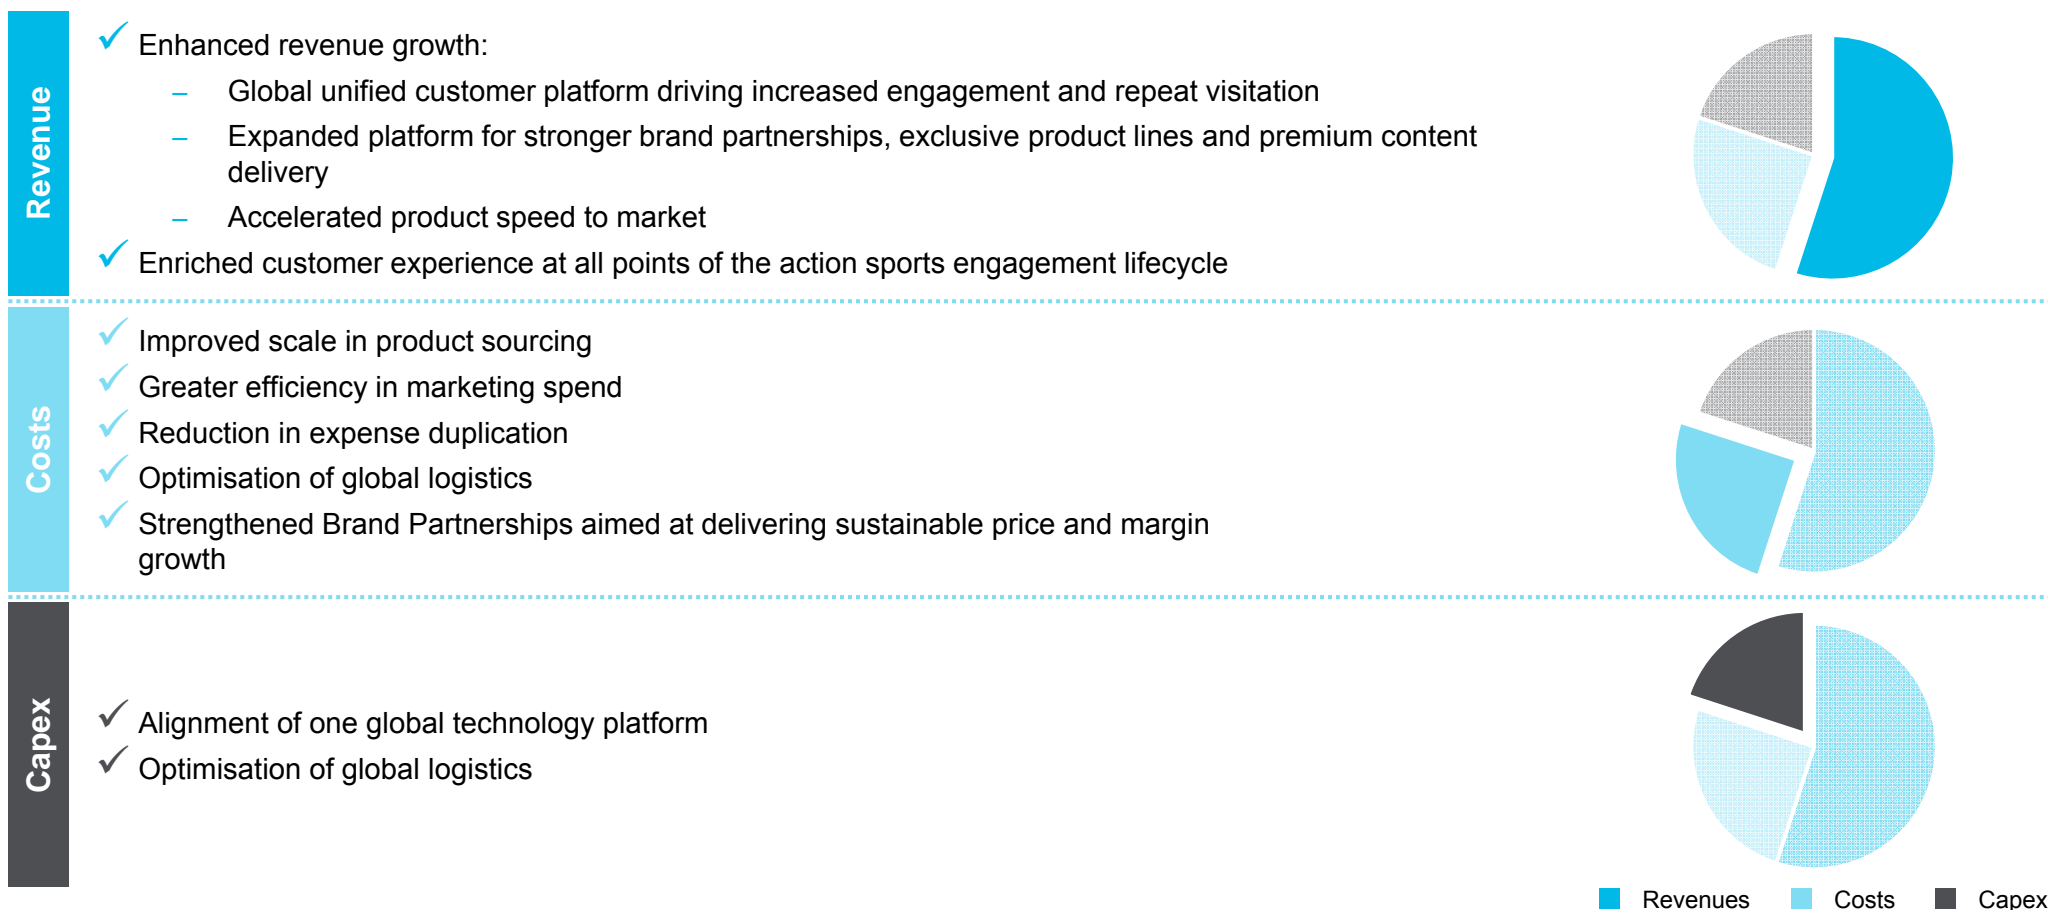 Revenue
Enhanced revenue growth:
– Global unified customer platform driving increased engagement and repeat visitation
– Expanded platform for stronger brand partnerships, exclusive product lines and premium content
delivery
– Accelerated product speed to market
Enriched customer experience at all points of the action sports engagement lifecycle
Costs
Improved scale in product sourcing
Greater efficiency in marketing spend
Reduction in expense duplication
Optimisation of global logistics
Strengthened Brand Partnerships aimed at delivering sustainable price and margin
growth
Capex
Alignment of one global technology platform
Optimisation of global logistics
Revenues Costs Capex